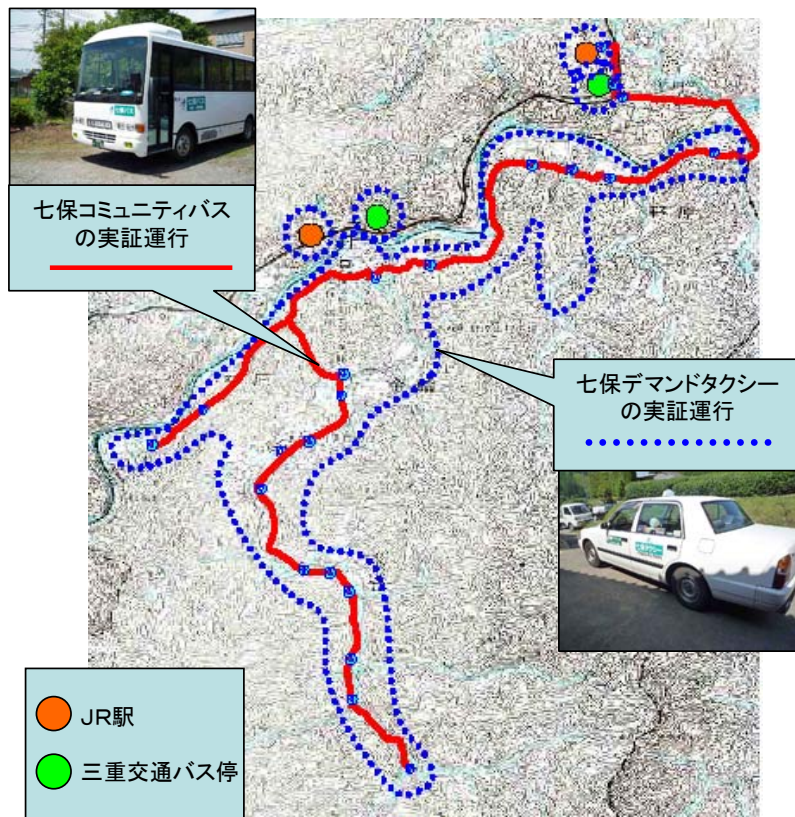 七保コミュニティバス
の実証運行
七保デマンドタクシー
の実証運行
JR駅
三重交通バス停